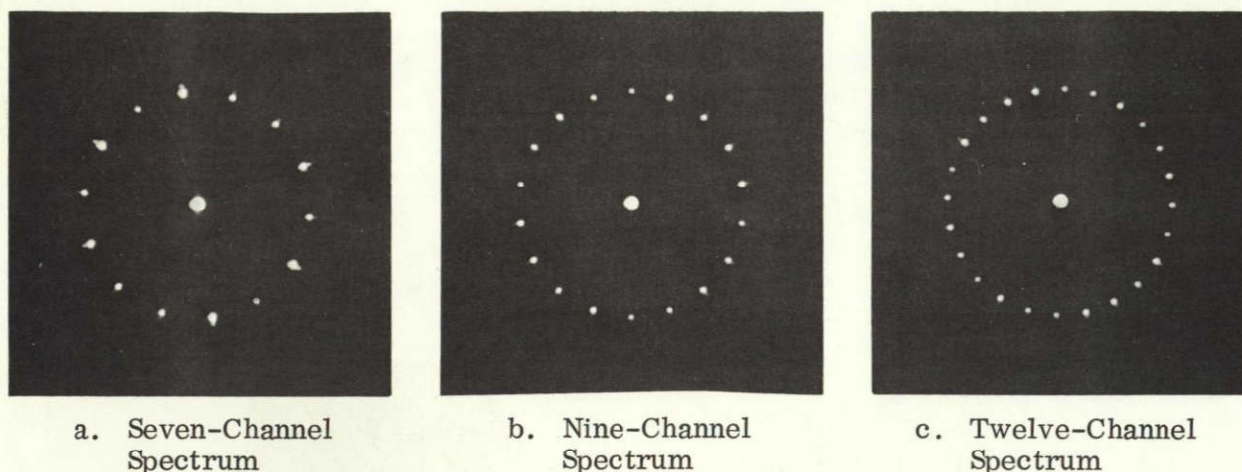 a. Seven-Channel
Spectrum
b. Nine-Channel
Spectrum
c. Twelve-Channel
Spectrum